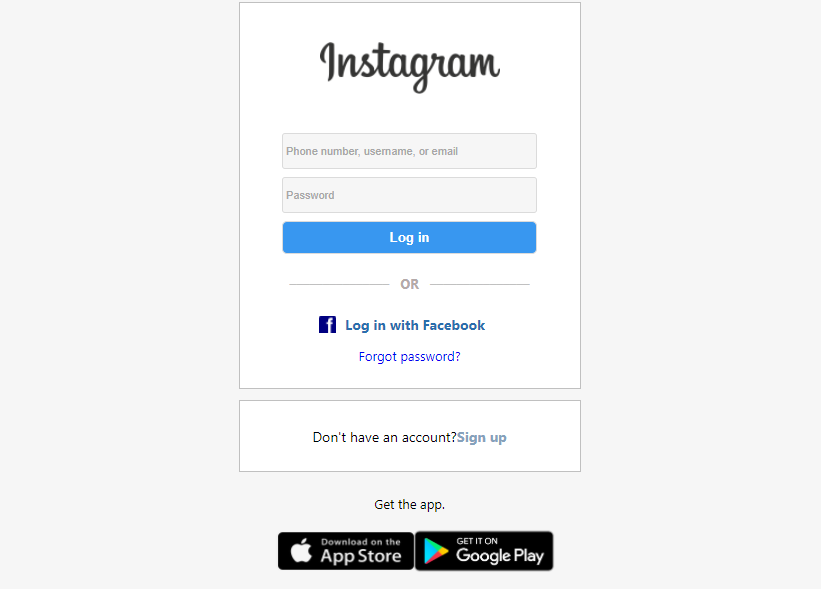 Instagram
Phone number, username, or email
Password
Log in
OR
Log in with Facebook
Forgot password?
Don't have an account?Sign up
Get the app.
Download on the
App Store
GET IT ON
Google Play